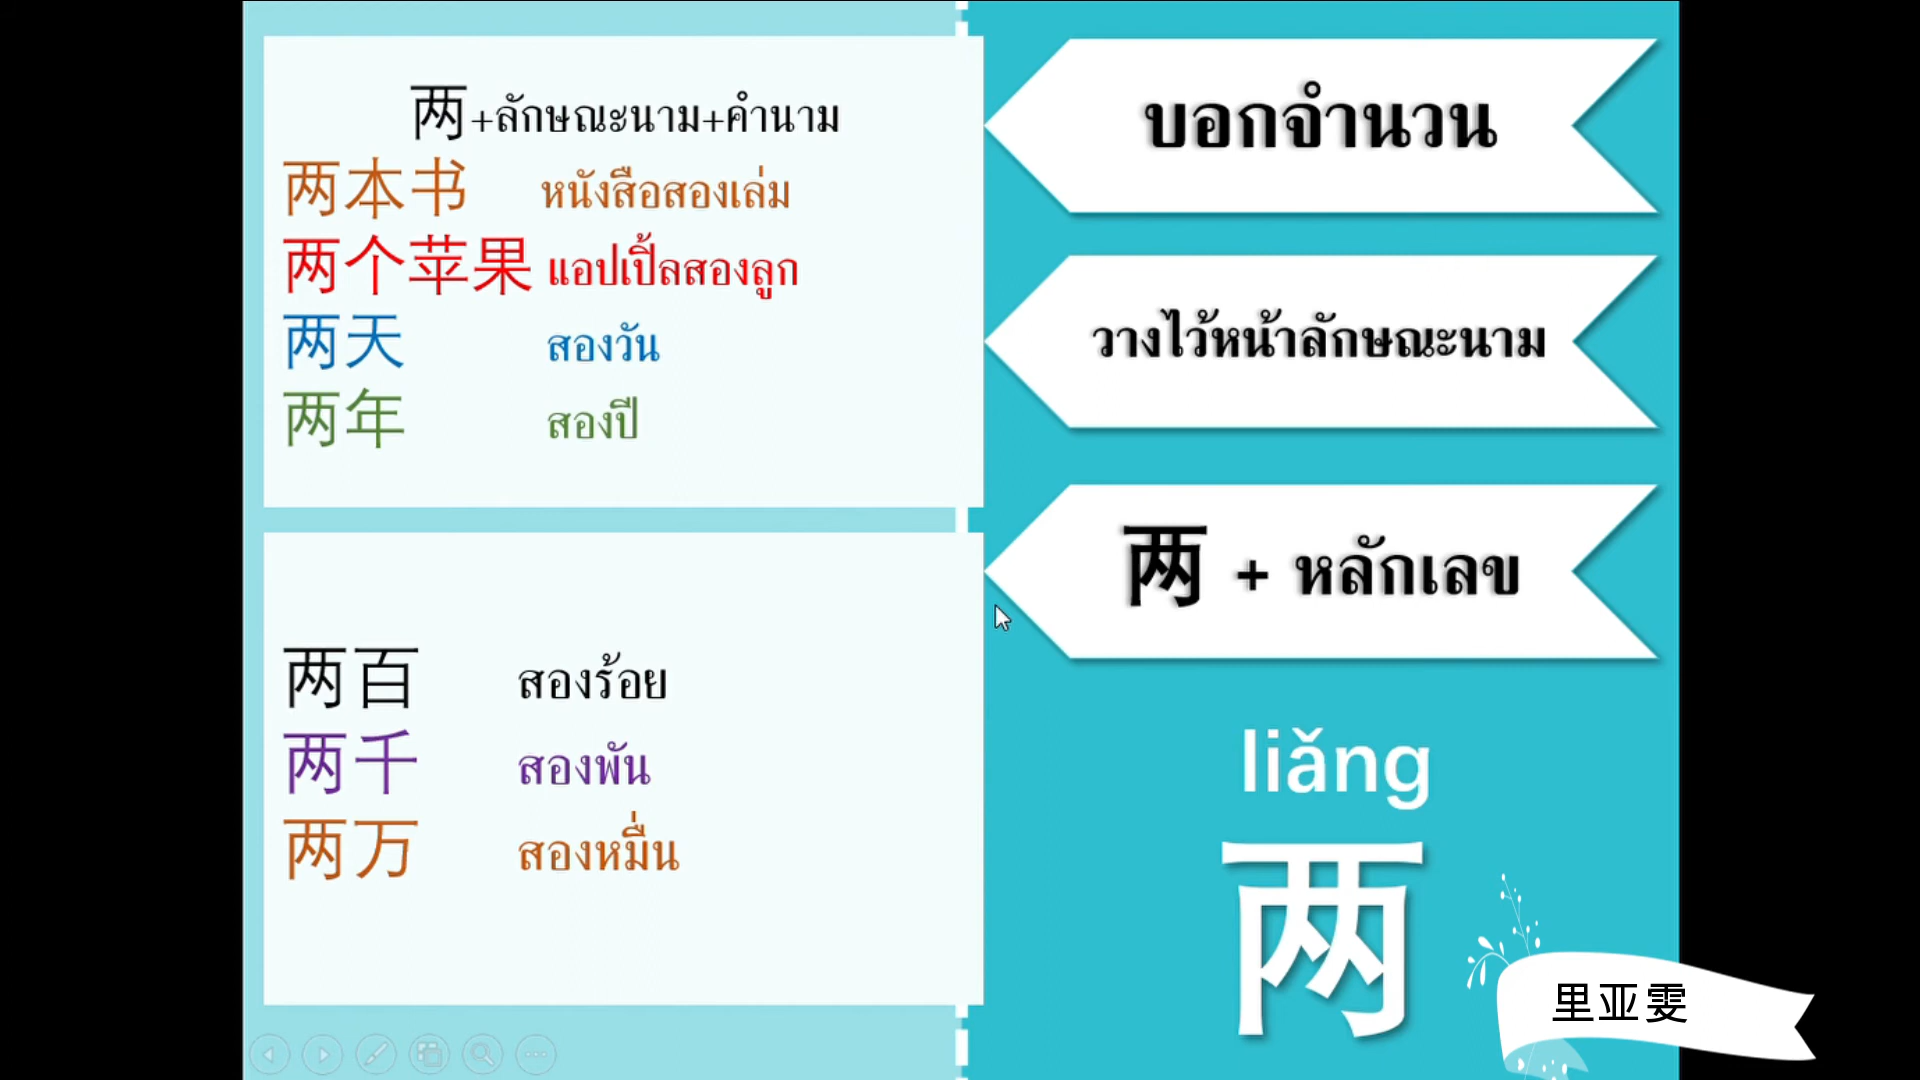 两+ลักษณะนาม+คำนาม
两本书 หนังสือสองเล่ม
两个苹果 แอปเปิ้ลสองลูก
两天 สองวัน
两年 สองปี
两百 สองร้อย
两千 สองพัน
两万 สองหมื่น
บอกจำนวน
วางไว้หน้าลักษณะนาม
两 + หลักเลข
liǎng
两
里亚雯